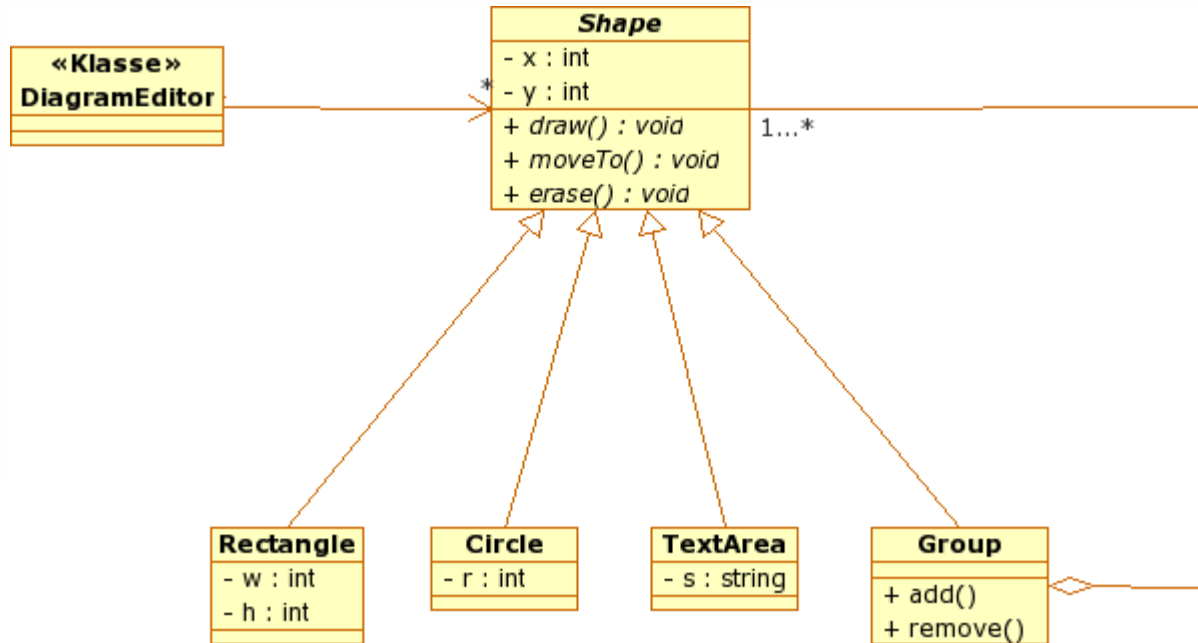 Shape
- x : int
- y : int
+ draw() : void
+ moveTo() : void
+ erase() : void
«Klasse»
DiagramEditor
*
1...*
Rectangle
- w : int
- h : int
Circle
- r : int
TextArea
- s : string
Group
+ add()
+ remove()